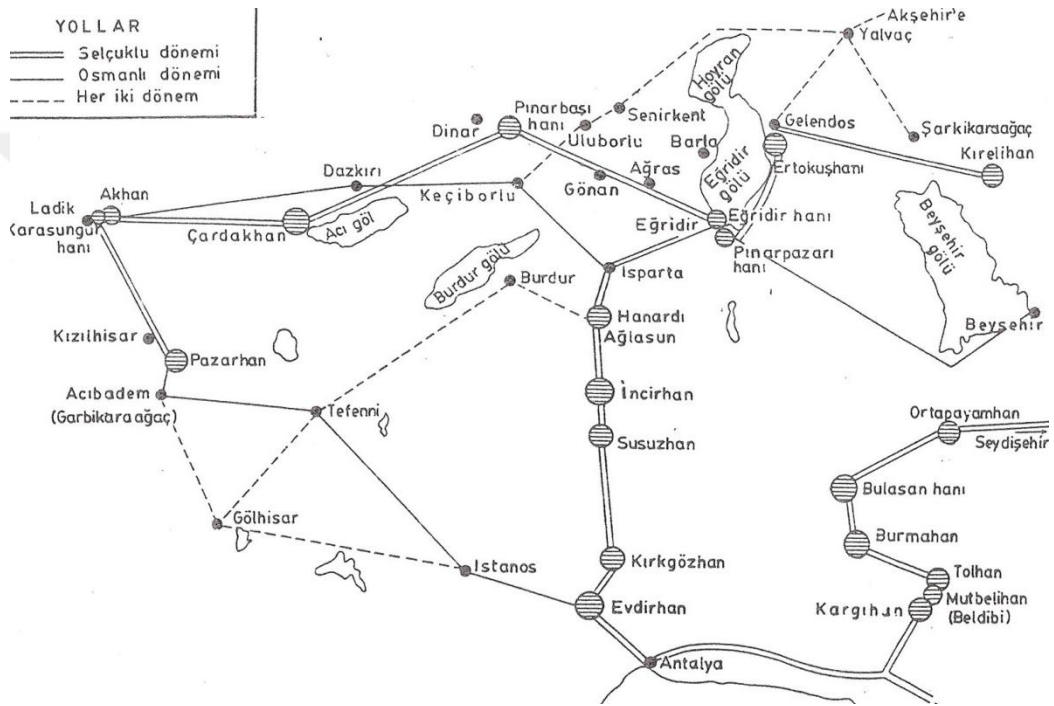 YOLLAR
Selçuklu dönemi
Osmanlı dönemi
Her iki dönem
Akşehir'e
Yalvaç
Hoyran
gölü
Pınarbaşı
hanı
Dinar
Senirkent
Uluborlu
Gelendos
Şarkikaraağaç
Barla
Kırelihan
Ertokuşhanı
Eğridir
gölü
Dazkırı
Keçiborlu
Gönan
Ağras
Akhan
Ladik
Karasungur
hanı
Çardakhan
Acı göl
Eğridir
Eğridir hanı
Pınarpazarı
hanı
Beyşehir
gölü
Burdur gölü
Burdur
Isparta
Hanardı
Ağlasun
Beyşehir
Kızılhisar
Pazarhan
Acıbadem
(Garbikaraağaç)
Tefenni
İncirhan
Susuzhan
Ortapayamhan
Seydişehir
Bulasan hanı
Gölhisar
Burmahan
Istanos
Kırkgözhan
Tolhan
Mutbelihan
(Beldibi)
Kargıhan
Evdirhan
Antalya